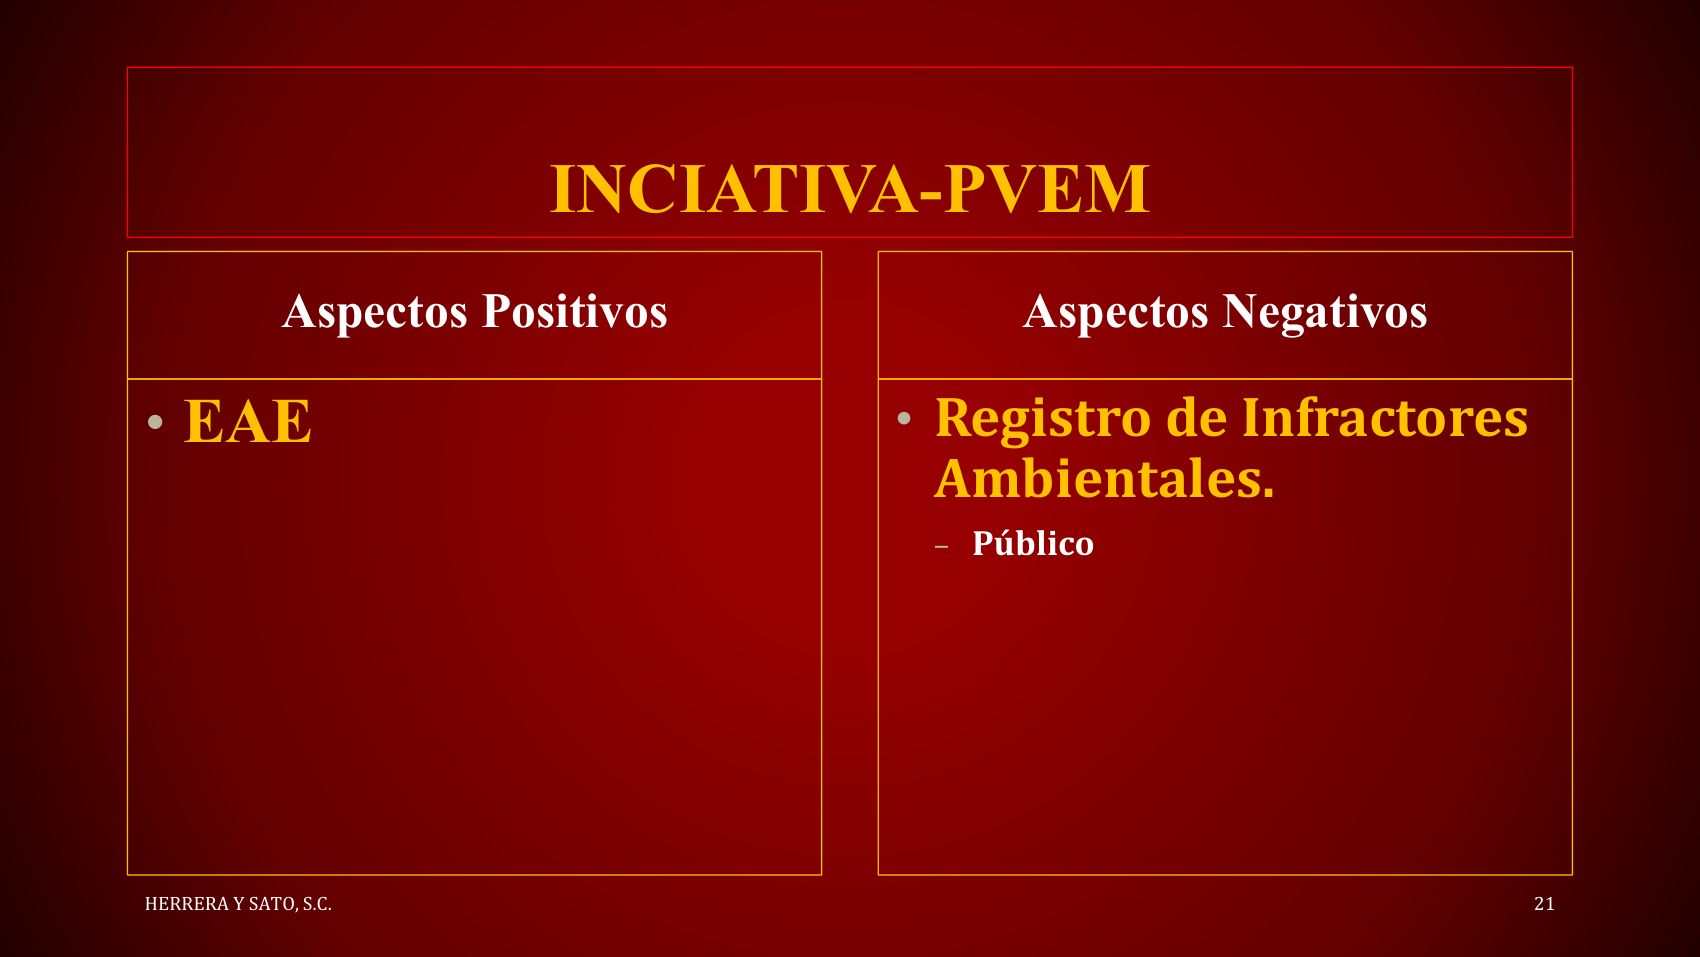 INCIATIVA-PVEM
Aspectos Positivos
• EAE
Aspectos Negativos
• Registro de Infractores
Ambientales.
– Público
HERRERA Y SATO, S.C.
21